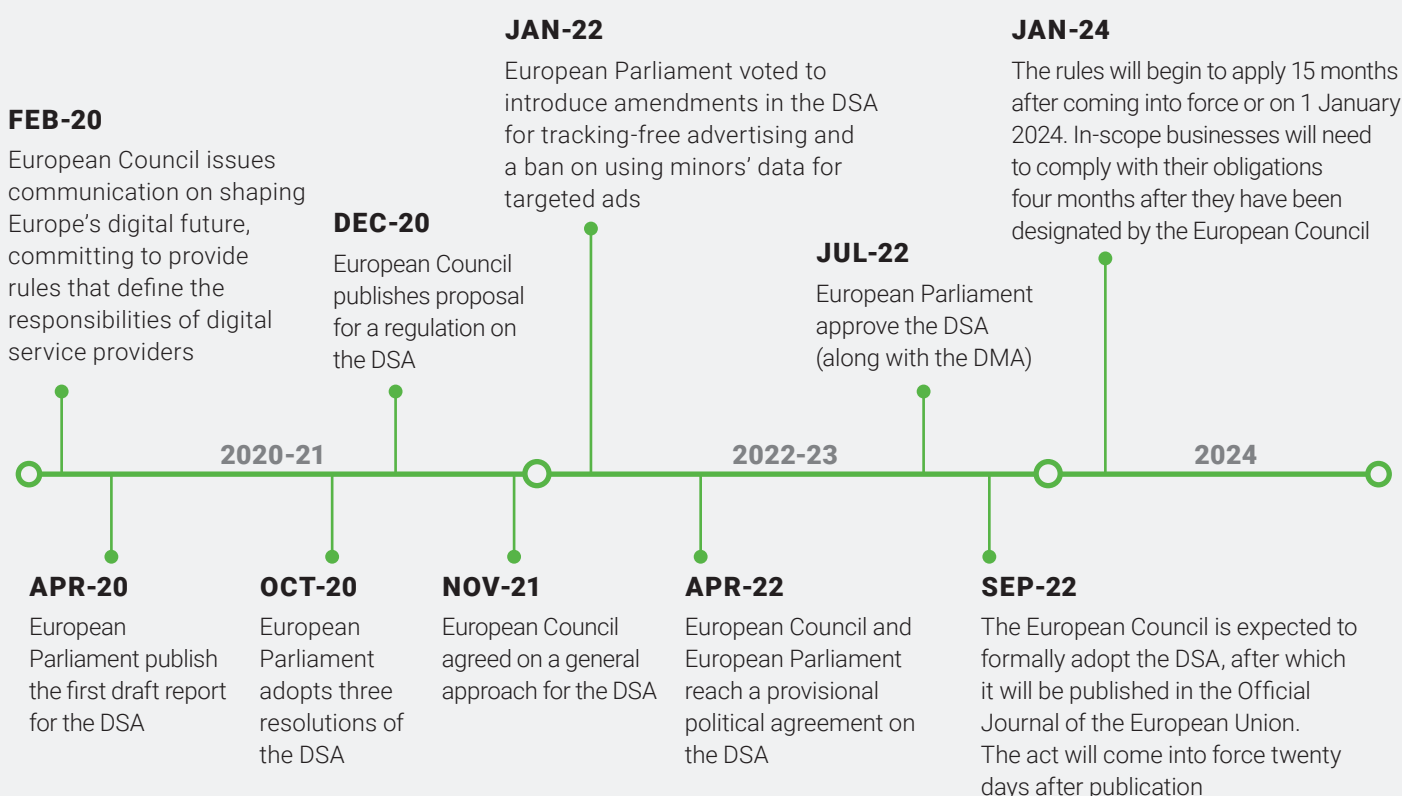 JAN-22
European Parliament voted to
introduce amendments in the DSA
for tracking-free advertising and
a ban on using minors’ data for
targeted ads
JAN-24
The rules will begin to apply 15 months
after coming into force or on 1 January
2024. In-scope businesses will need
to comply with their obligations
four months after they have been
designated by the European Council
FEB-20
European Council issues
communication on shaping
Europe’s digital future,
committing to provide
rules that define the
responsibilities of digital
service providers
DEC-20
European Council
publishes proposal
for a regulation on
the DSA
JUL-22
European Parliament
approve the DSA
(along with the DMA)
2020-21
2022-23
2024
APR-20
European
Parliament publish
the first draft report
for the DSA
OCT-20
European
Parliament
adopts three
resolutions of
the DSA
NOV-21
European Council
agreed on a general
approach for the DSA
APR-22
European Council and
European Parliament
reach a provisional
political agreement on
the DSA
SEP-22
The European Council is expected to
formally adopt the DSA, after which
it will be published in the Official
Journal of the European Union.
The act will come into force twenty
days after publication